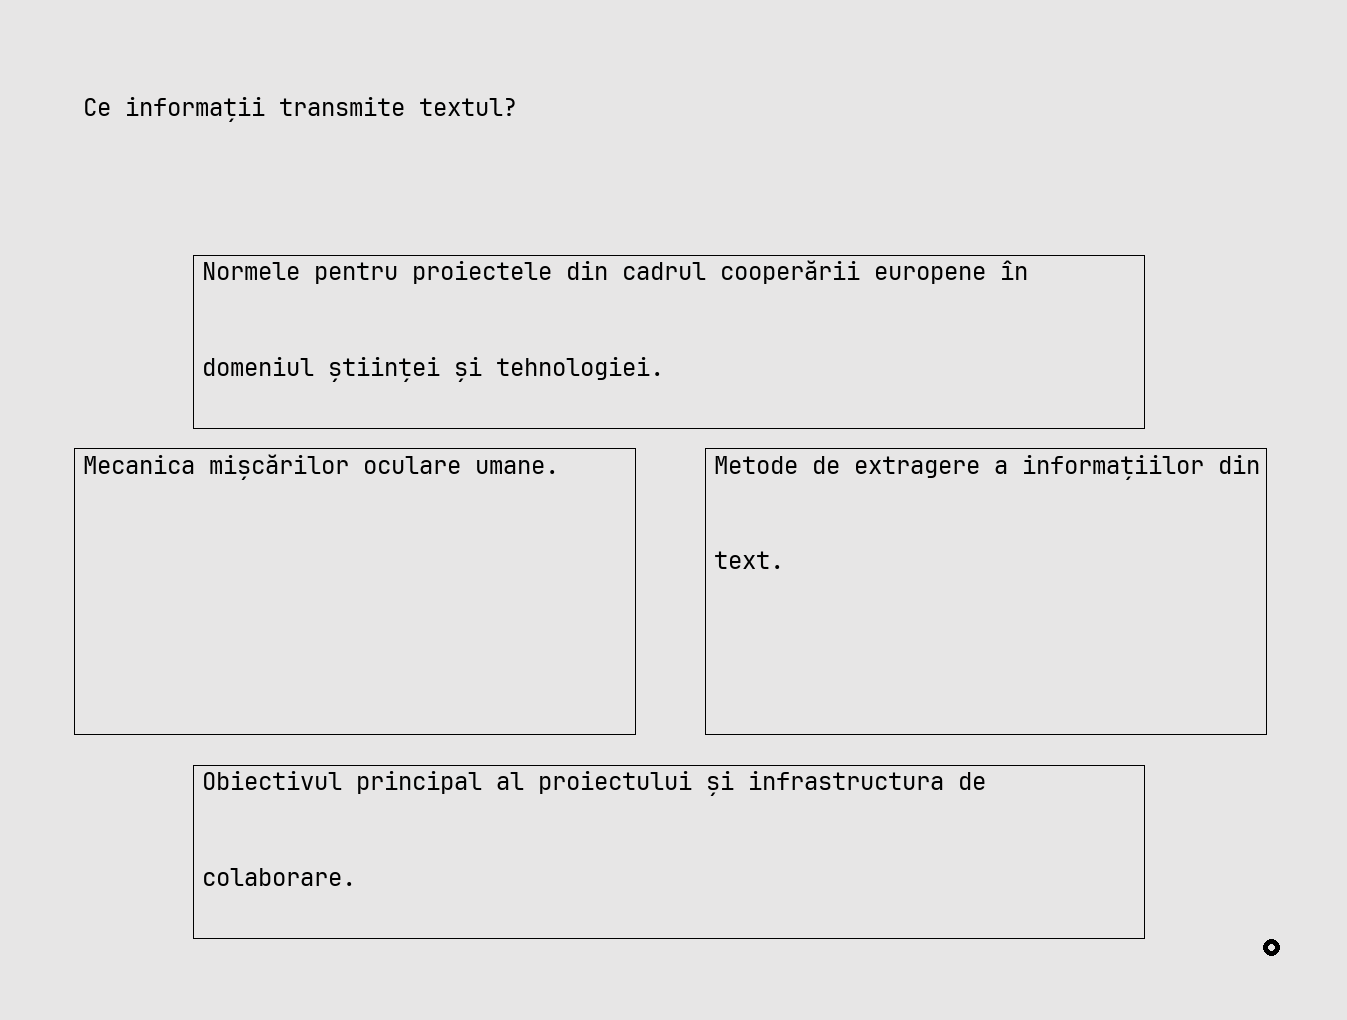 Ce informații transmite textul?
Normele pentru proiectele din cadrul cooperării europene în
domeniul științei și tehnologiei.
Mecanica mișcărilor oculare umane.
Metode de extragere a informațiilor din
text.
Obiectivul principal al proiectului și infrastructura de
colaborare.